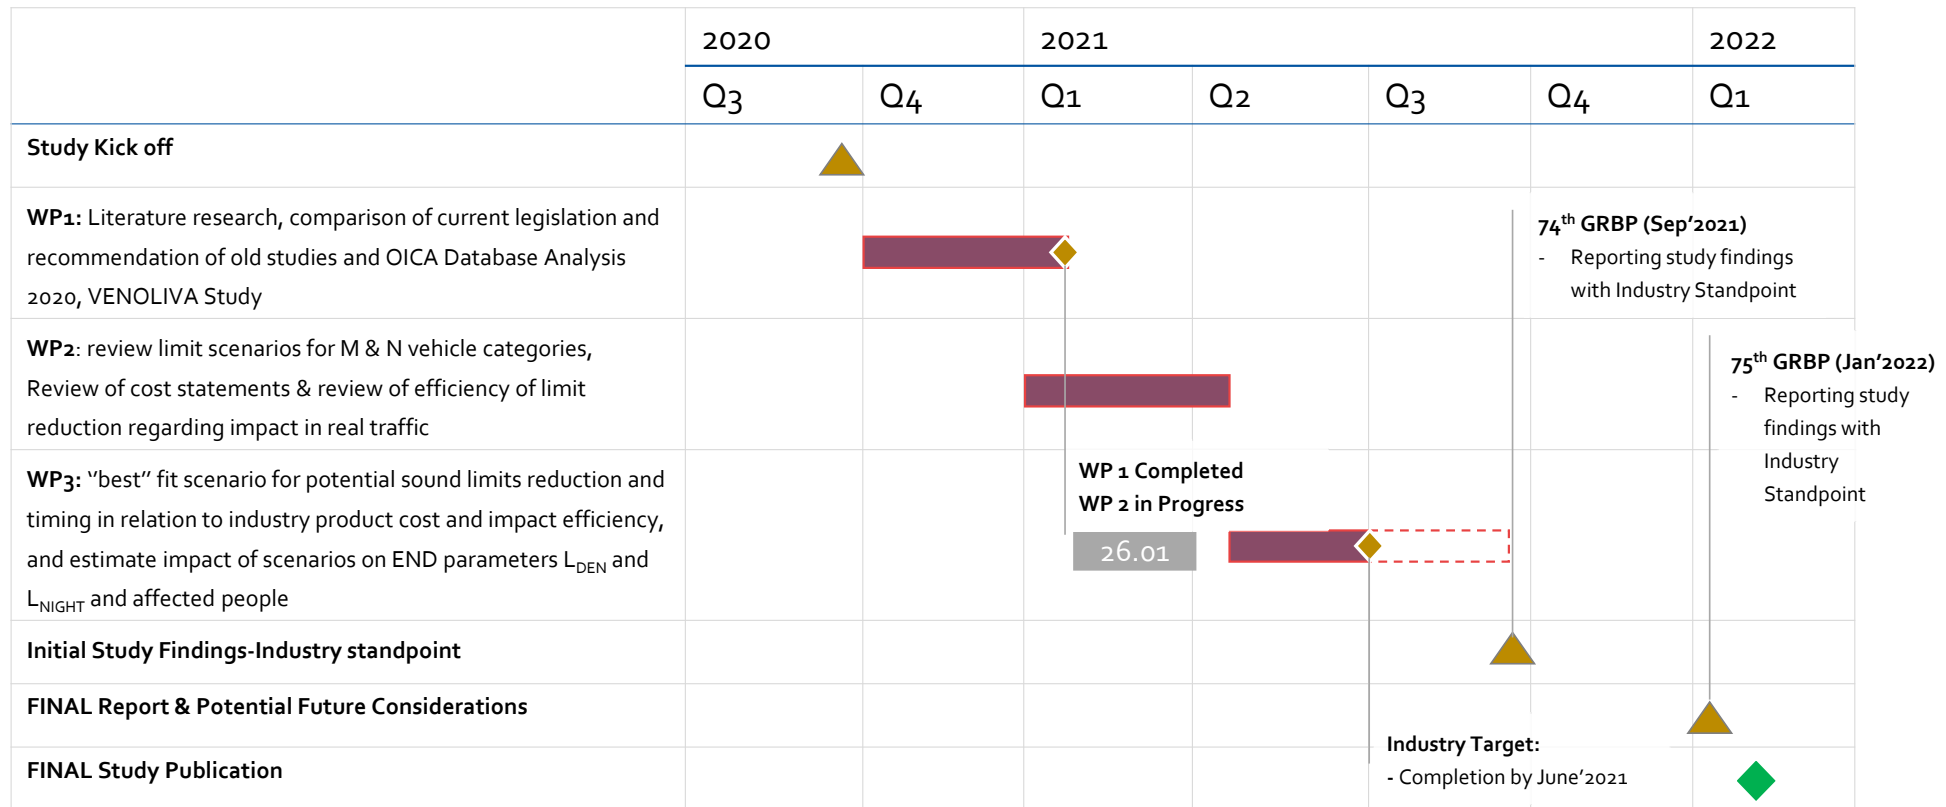 2020 2021 2022
Q3 Q4 Q1 Q2 Q3 Q4 Q1
Study Kick off
WP1: Literature research, comparison of current legislation and
recommendation of old studies and OICA Database Analysis
2020, VENOLIVA Study
74th GRBP (Sep'2021)
- Reporting study findings
with Industry Standpoint
WP2: review limit scenarios for M & N vehicle categories,
Review of cost statements & review of efficiency of limit
reduction regarding impact in real traffic
75th GRBP (Jan'2022)
- Reporting study
findings with
Industry
Standpoint
WP3: “best” fit scenario for potential sound limits reduction and
timing in relation to industry product cost and impact efficiency,
and estimate impact of scenarios on END parameters LDEN and
LNIGHT and affected people
WP 1 Completed
WP 2 in Progress
26.01
Initial Study Findings-Industry standpoint
FINAL Report & Potential Future Considerations
Industry Target:
- Completion by June'2021
FINAL Study Publication